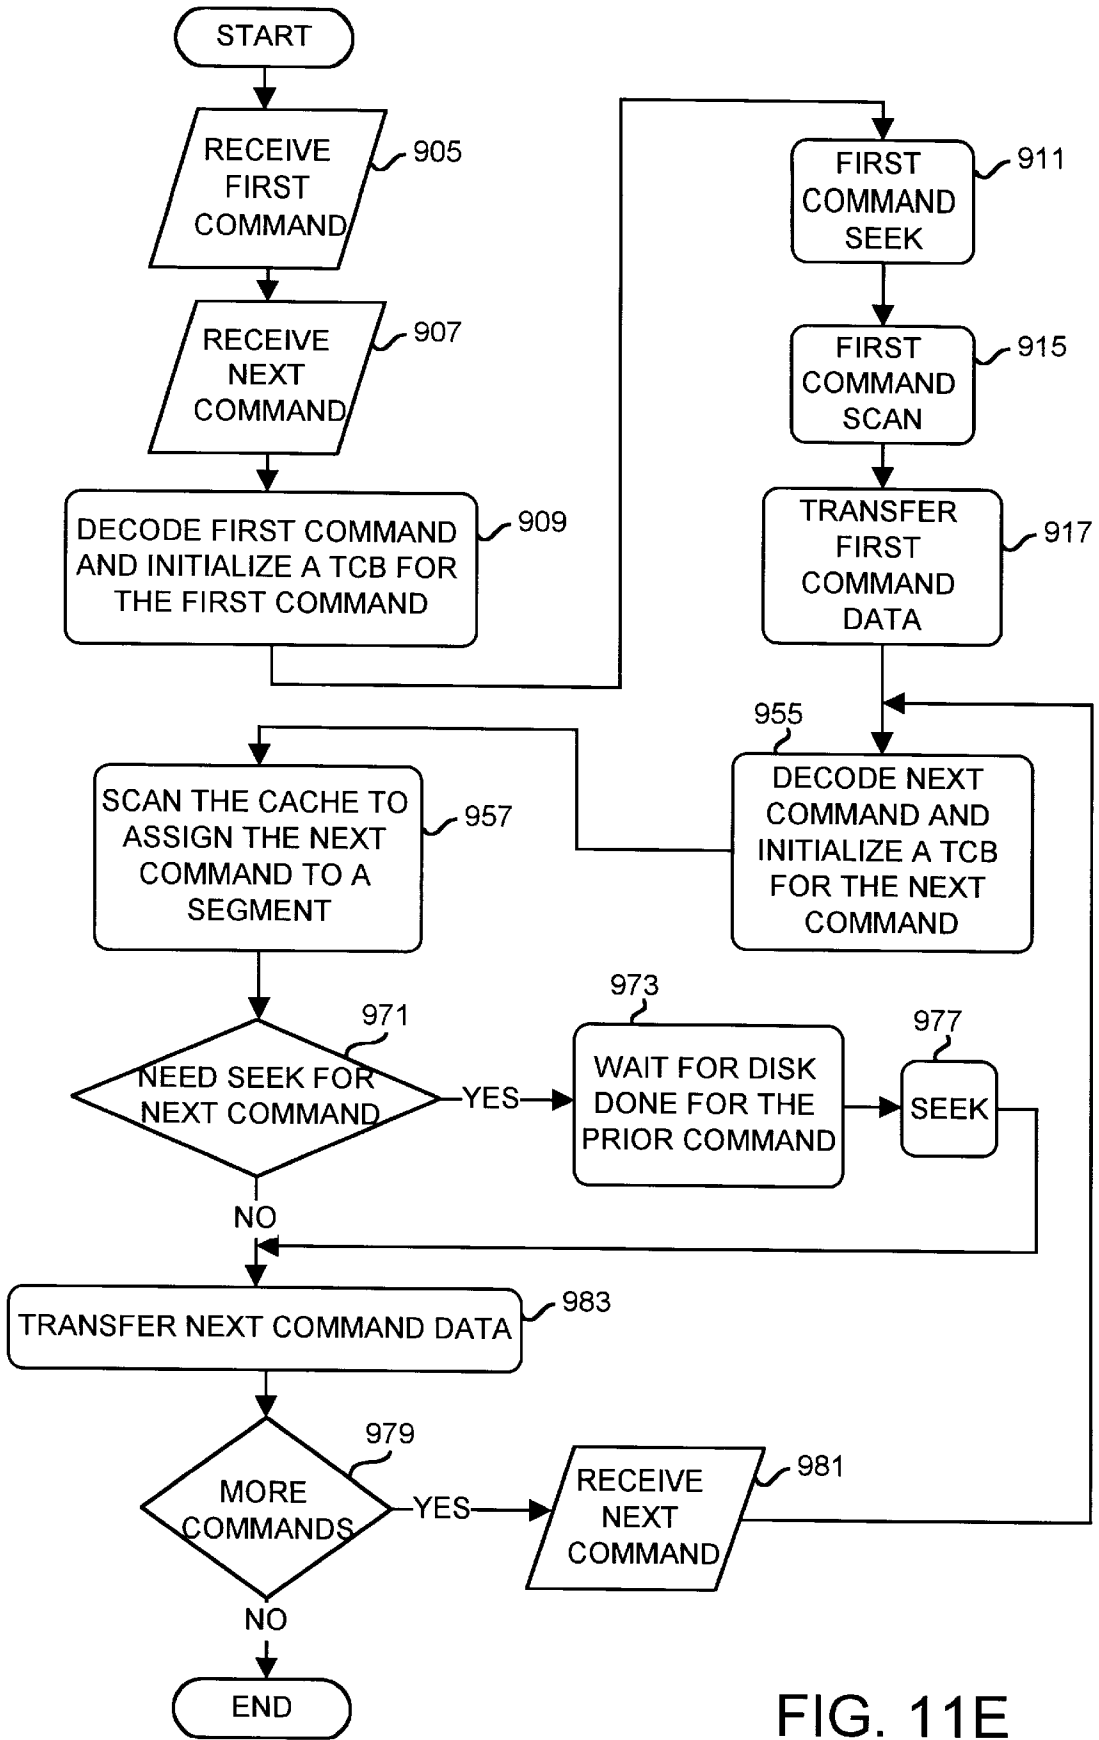 START
RECEIVE
FIRST
COMMAND
905
RECEIVE
NEXT
COMMAND
907
DECODE FIRST COMMAND
AND INITIALIZE A TCB FOR
THE FIRST COMMAND
909
FIRST
COMMAND
SEEK
911
FIRST
COMMAND
SCAN
915
TRANSFER
FIRST
COMMAND
DATA
917
955
DECODE NEXT
COMMAND AND
INITIALIZE A TCB
FOR THE NEXT
COMMAND
SCAN THE CACHE TO
ASSIGN THE NEXT
COMMAND TO A
SEGMENT
957
971
NEED SEEK FOR
NEXT COMMAND
YES
973
WAIT FOR DISK
DONE FOR THE
PRIOR COMMAND
977
SEEK
NO
TRANSFER NEXT COMMAND DATA
983
979
MORE
COMMANDS
YES
RECEIVE
NEXT
COMMAND
981
NO
END
FIG. 11E